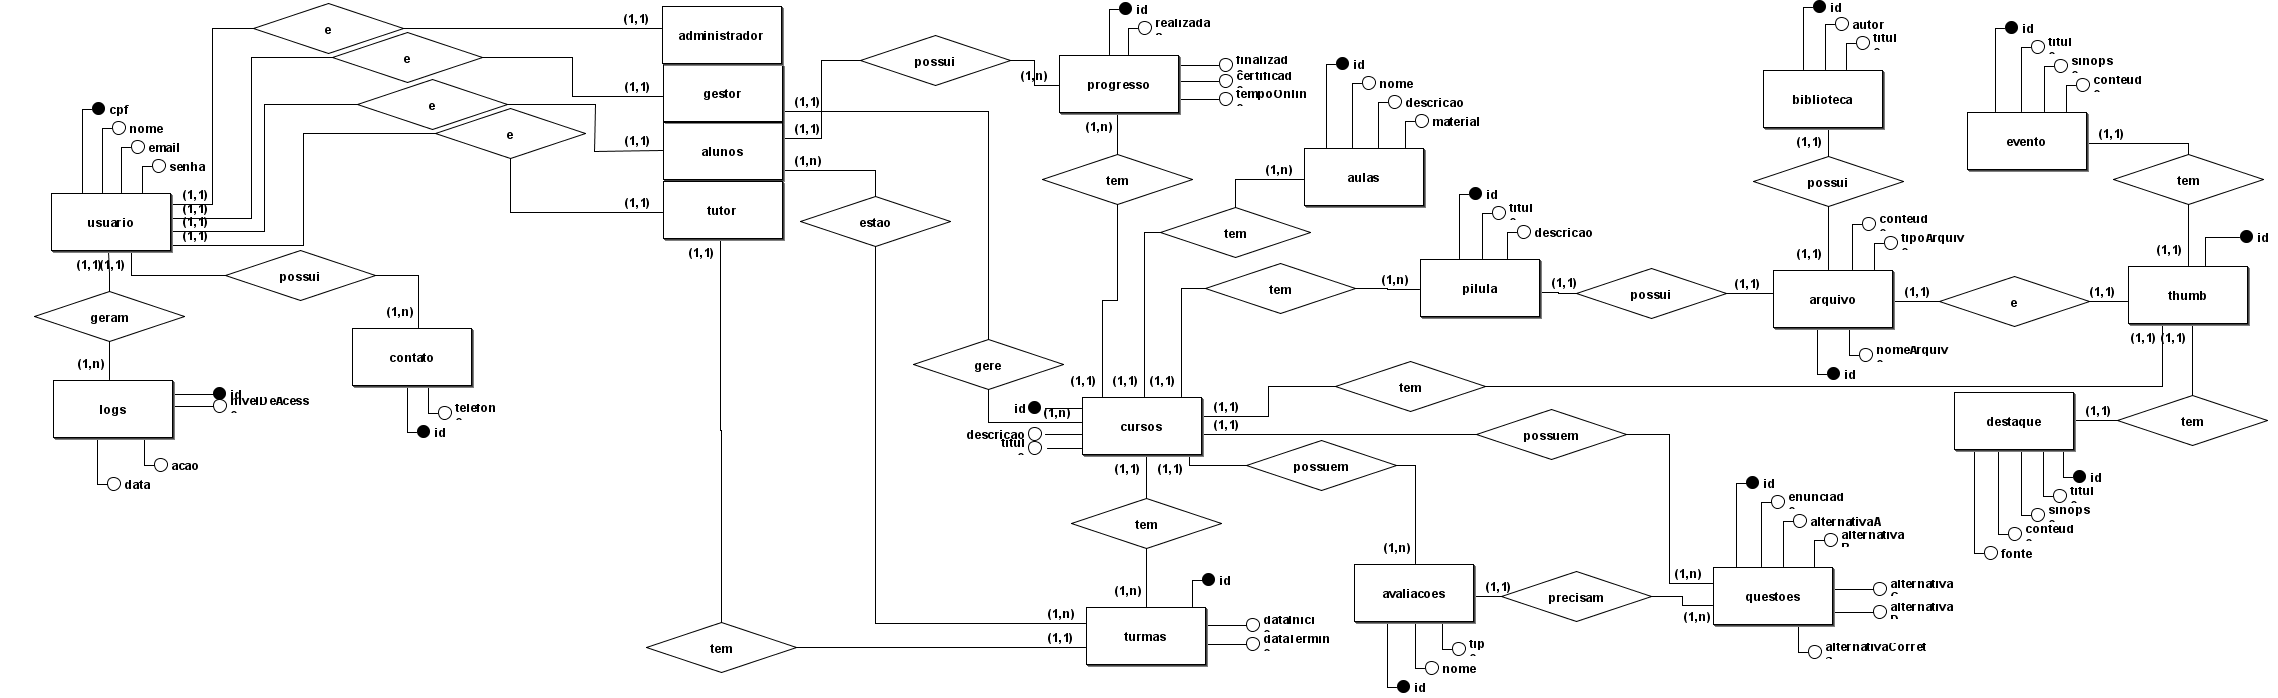 e
(1,1)
administrador
e
(1,1)
gestor
e
(1,1)
alunos
e
(1,1)
tutor
cpf
nome
email
senha
usuario
(1,1)
(1,1)
(1,1)
(1,1)
(1,1)
(1,1)
possui
(1,n)
contato
telefon
id
geram
(1,n)
logs
id
nivelDeAcess
acao
data
(1,1)
(1,1)
(1,n)
(1,1)
possui
(1,n)
progresso
id
realizada
finalizad
certificad
tempoOnlin
(1,n)
tem
estao
gere
(1,n)
aulas
id
nome
descricao
material
tem
tem
(1,n)
pilula
id
titul
descricao
(1,1)
possui
(1,1)
biblioteca
id
autor
titul
(1,1)
possui
(1,1)
arquivo
conteud
tipoArquiv
nomeArquiv
id
(1,1)
e
(1,1)
evento
id
titul
sinops
conteud
(1,1)
tem
(1,1)
thumb
id
(1,1)
(1,1)
tem
(1,1)
destaque
id
titul
sinops
conteud
fonte
(1,1)
(1,1)
(1,1)
id
(1,n)
descricao
titul
cursos
(1,1)
tem
(1,1)
possuem
(1,1)
(1,1)
possuem
tem
(1,n)
(1,n)
(1,1)
tem
turmas
id
dataInici
dataTermin
(1,n)
avaliacoes
tip
nome
id
(1,1)
precisam
(1,n)
(1,n)
questoes
id
enunciad
alternativaA
alternativa
alternativa
alternativa
alternativaCorret